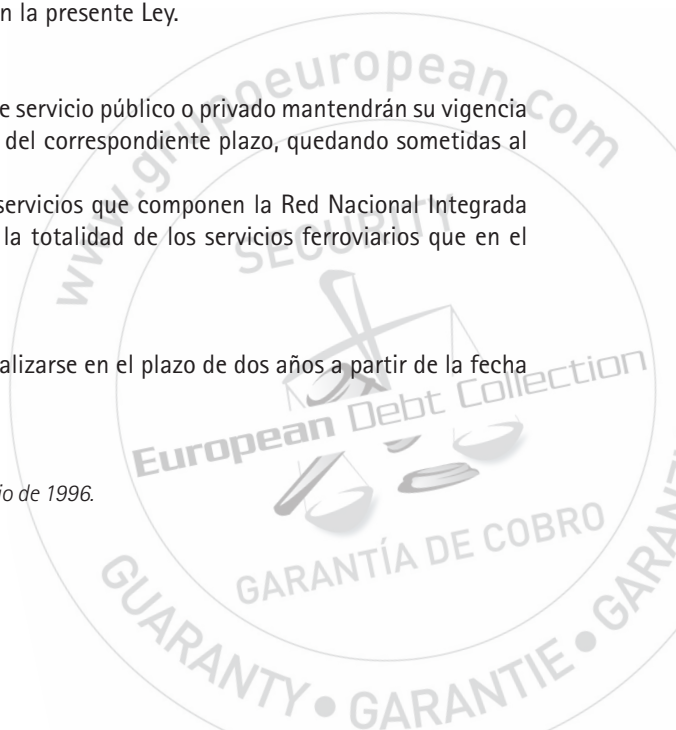 n la presente Ley.
e servicio público o privado mantendrán su vigencia
del correspondiente plazo, quedando sometidas al
servicios que componen la Red Nacional Integrada
la totalidad de los servicios ferroviarios que en el
alizarse en el plazo de dos años a partir de la fecha
io de 1996.
www.grupoeuropean.com
SECURITY
European Debt Collection
GARANTÍA DE COBRO
GUARANTY • GARANTIE • GARAN